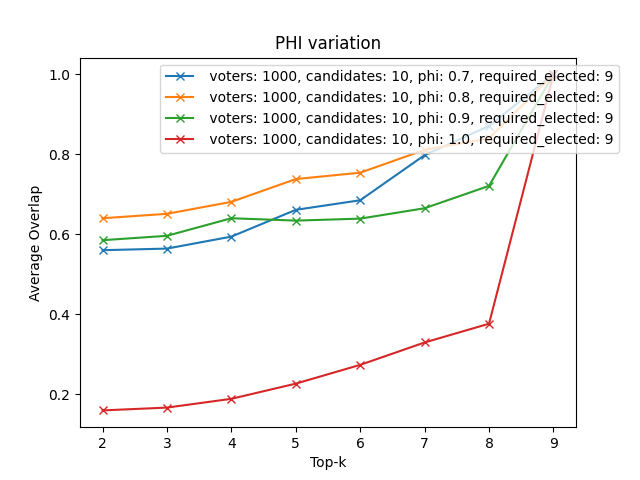 PHI variation
voters: 1000, candidates: 10, phi: 0.7, required_elected: 9
voters: 1000, candidates: 10, phi: 0.8, required_elected: 9
voters: 1000, candidates: 10, phi: 0.9, required_elected: 9
voters: 1000, candidates: 10, phi: 1.0, required_elected: 9
1.0
0.8
0.6
0.4
0.2
Average Overlap
2 3 4 5 6 7 8 9
Top-k